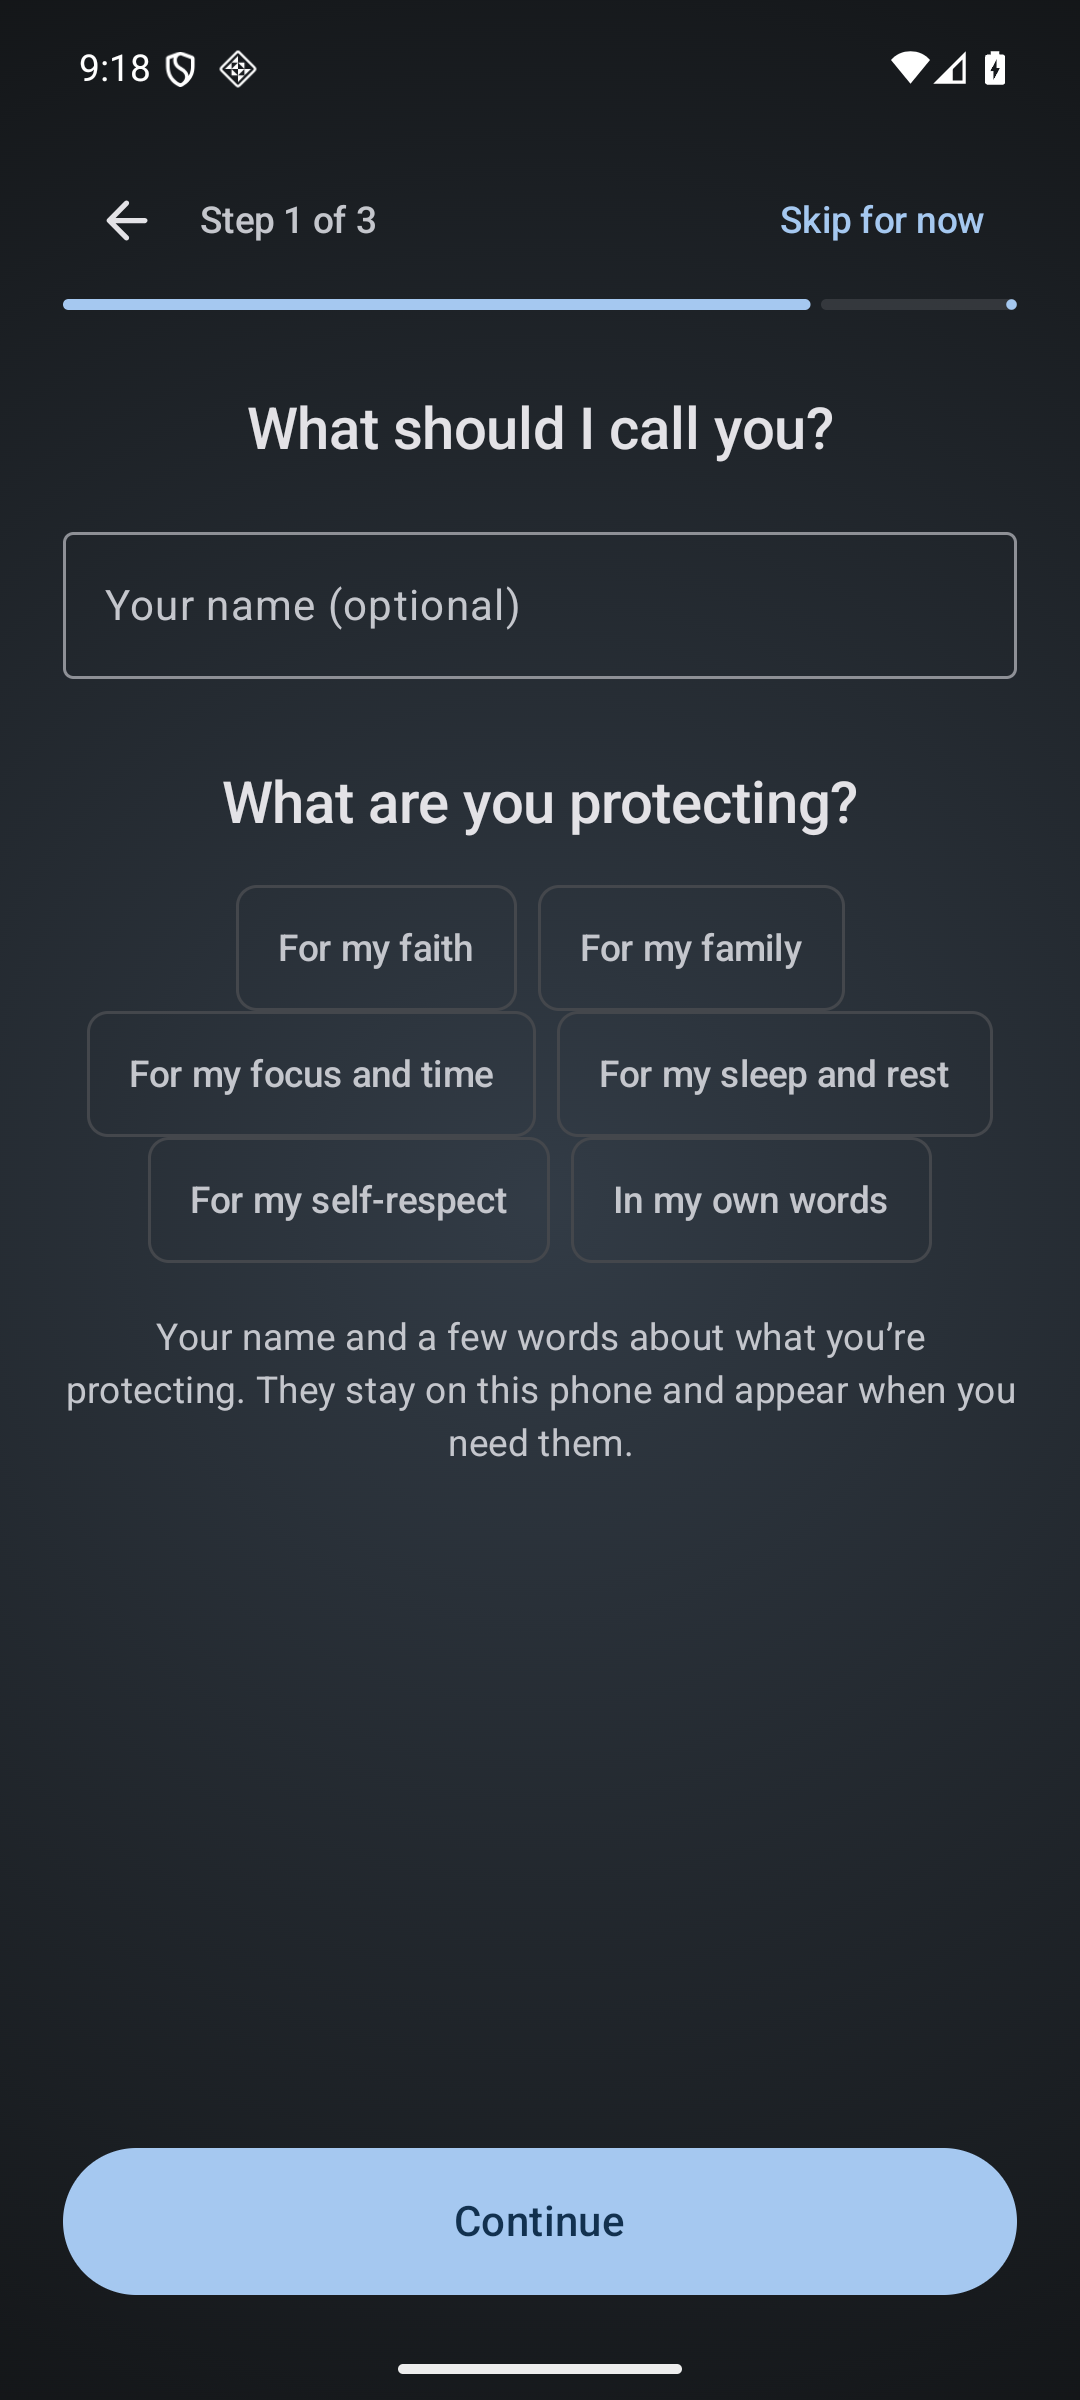 9:18
Step 1 of 3
Skip for now
What should I call you?
Your name (optional)
What are you protecting?
For my faith
For my family
For my focus and time
For my sleep and rest
For my self-respect
In my own words
Your name and a few words about what you’re
protecting. They stay on this phone and appear when you
need them.
Continue